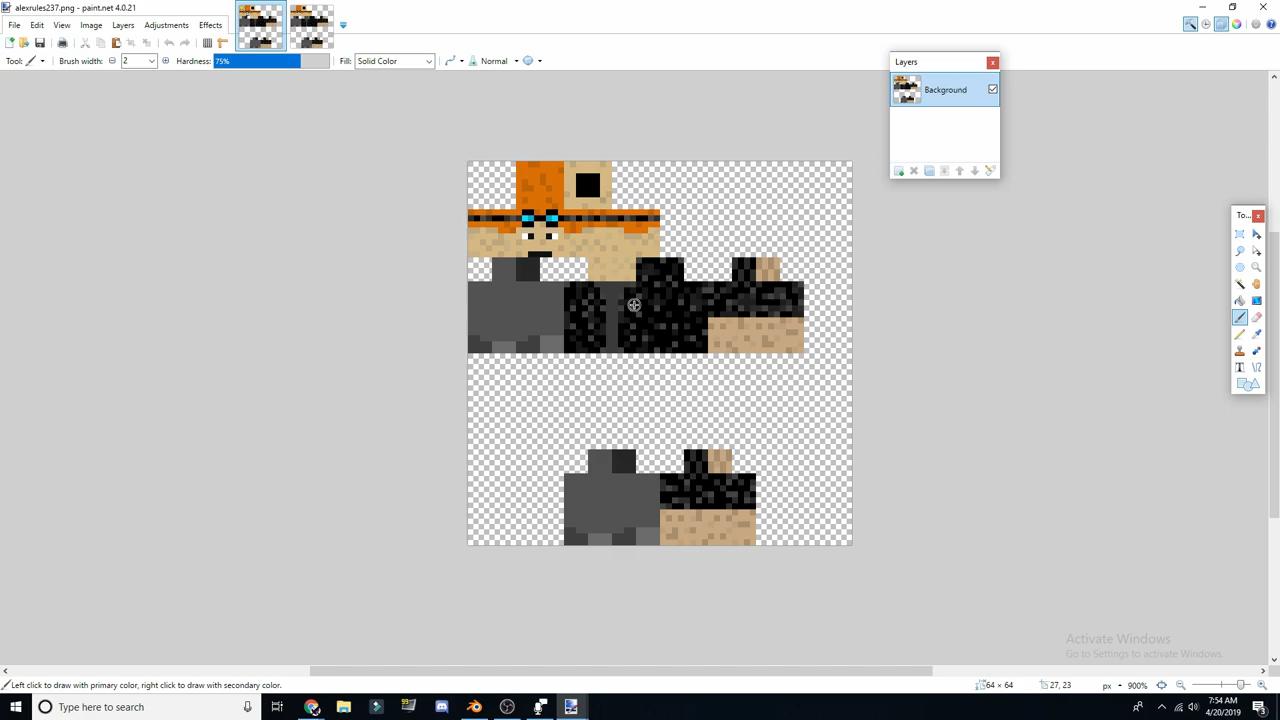 alexrules237.png - paint.net 4.0.21
File Edit View Image Layers Adjustments Effects
Tool: Brush width: 2 Hardness: 75% Fill: Solid Color Normal
Layers
Background
To...
Activate Windows
Go to Settings to activate Windows.
Left click to draw with primary color, right click to draw with secondary color. 64 × 64 27, 23 px 900%
Type here to search
7:54 AM
4/20/2019